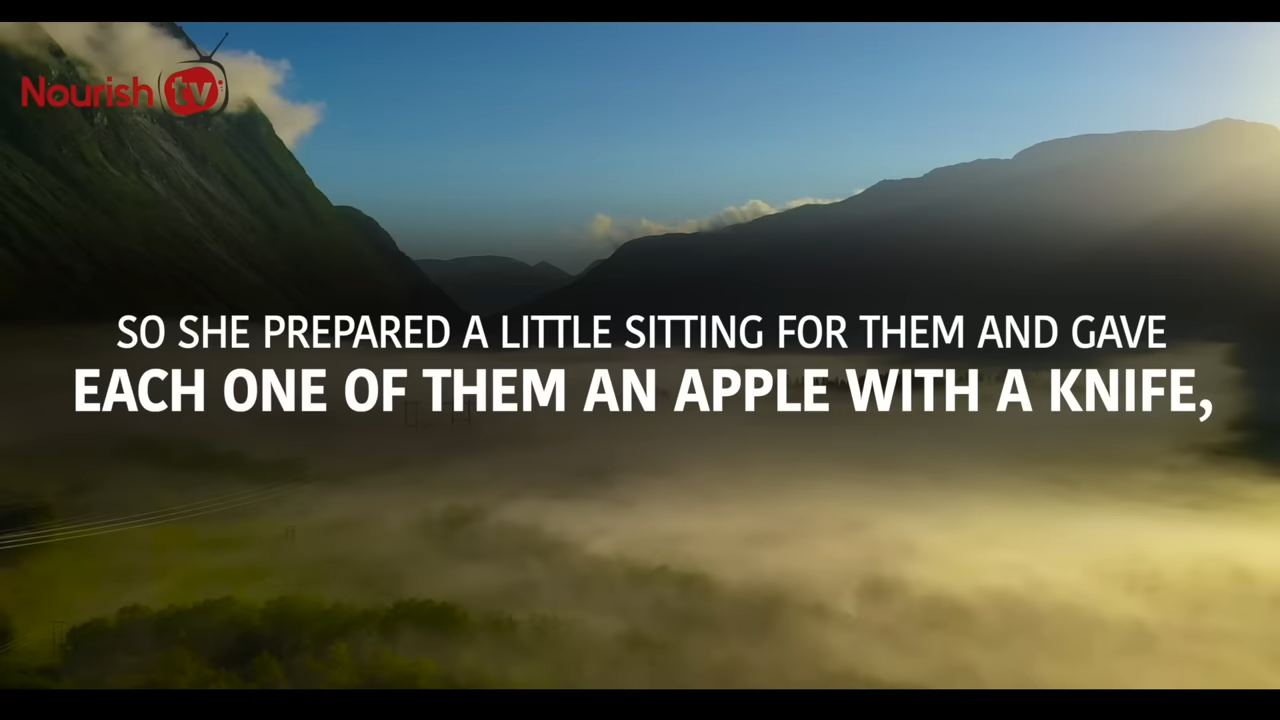 Nourish tv
SO SHE PREPARED A LITTLE SITTING FOR THEM AND GAVE
EACH ONE OF THEM AN APPLE WITH A KNIFE,